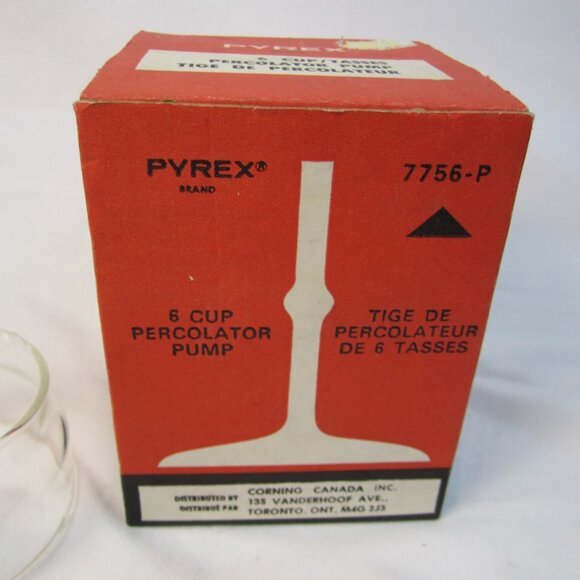 PYREX
6 CUP/TASSES
PERCOLATOR PUMP
TIGE DE PERCOLATEUR
PYREX®
BRAND
7756-P
6 CUP
PERCOLATOR
PUMP
TIGE DE
PERCOLATEUR
DE 6 TASSES
DISTRIBUTED BY
DISTRIBUÉ PAR
CORNING CANADA INC.
135 VANDERHOOF AVE.,
TORONTO, ONT. M4G 2J3